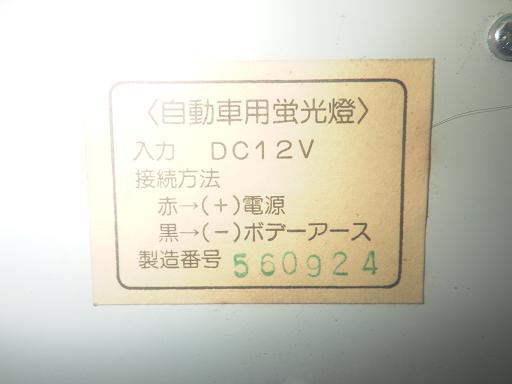 〈自動車用蛍光燈〉
入力 DC12V
接続方法
赤→(+)電源
黒→(-)ボデーアース
製造番号 560924